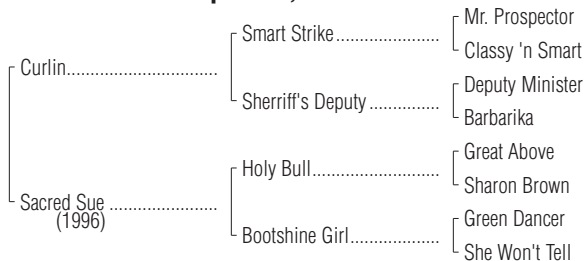 Mr. Prospector
Smart Strike....................
Classy 'n Smart
Curlin.............................
Deputy Minister
Sherriff's Deputy ..............
Barbarika
Great Above
Holy Bull.........................
Sharon Brown
Sacred Sue .....................
(1996)
Green Dancer
Bootshine Girl..................
She Won't Tell